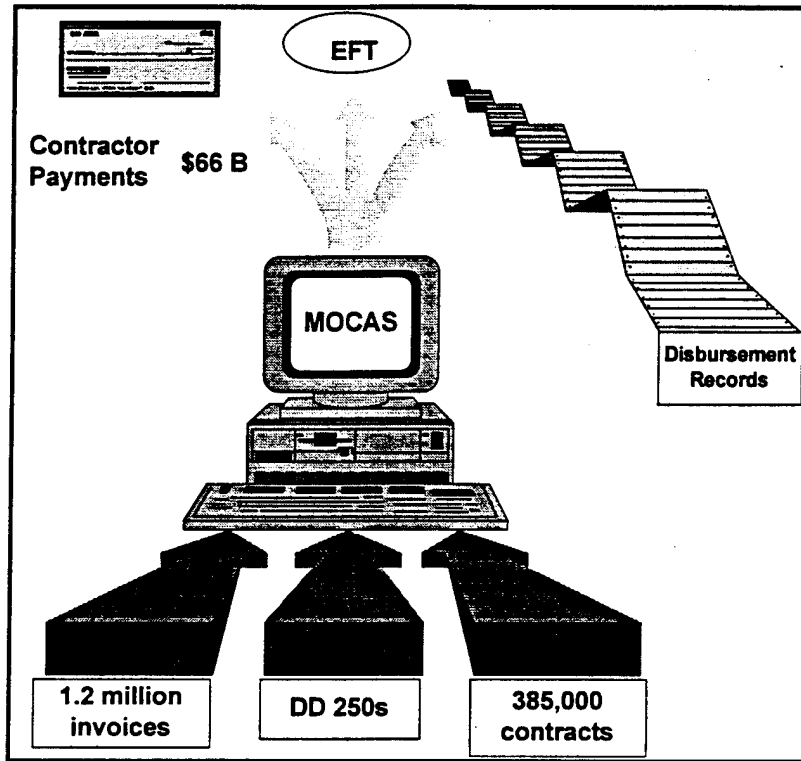 EFT
Contractor
Payments $66 B
MOCAS
Disbursement
Records
1.2 million
invoices
DD 250s
385,000
contracts